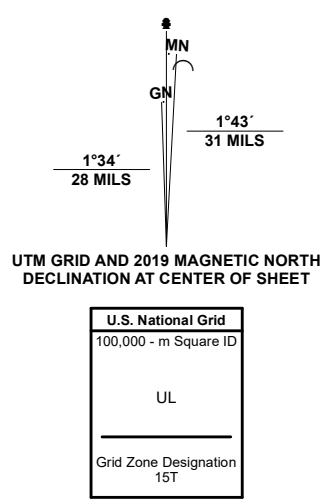 MN
GN
1°43´
31 MILS
1°34´
28 MILS
UTM GRID AND 2019 MAGNETIC NORTH
DECLINATION AT CENTER OF SHEET
U.S. National Grid
100,000 - m Square ID
UL
Grid Zone Designation
15T